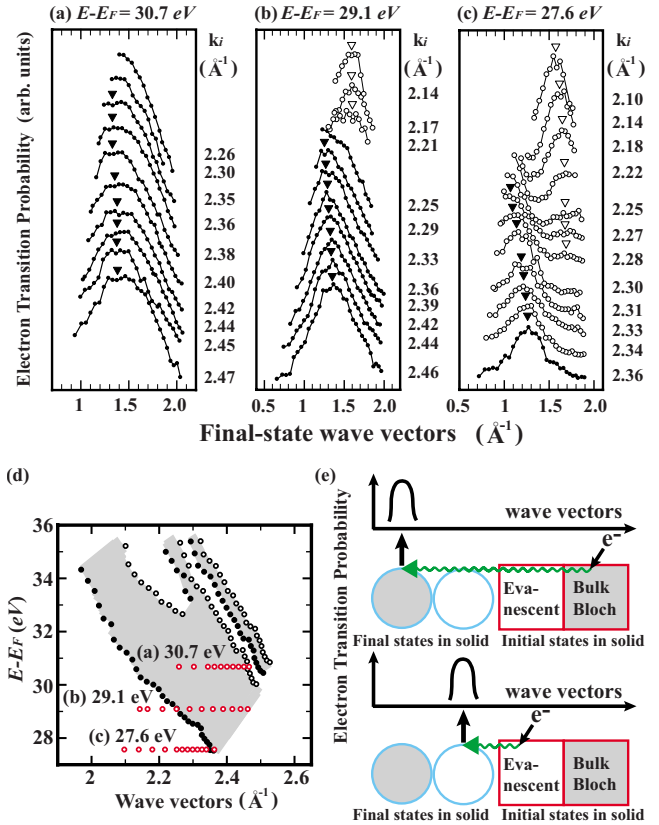 (a) E-EF = 30.7 eV
(b) E-EF = 29.1 eV
(c) E-EF = 27.6 eV
Electron Transition Probability (arb. units)
ki
(Å-1)
2.26
2.30
2.35
2.36
2.38
2.40
2.42
2.44
2.45
2.47
ki
(Å-1)
2.14
2.17
2.21
2.25
2.29
2.33
2.36
2.39
2.42
2.44
2.46
ki
(Å-1)
2.10
2.14
2.18
2.22
2.25
2.27
2.28
2.30
2.31
2.33
2.34
2.36
1 1.5 2.0
0.5 1 1.5 2.0
0.5 1 1.5 2.0
Final-state wave vectors (Å-1)
(d)
E-EF (eV)
36
34
32
30
28
(a) 30.7 eV
(b) 29.1 eV
(c) 27.6 eV
2 2.2 2.4 2.6
Wave vectors (Å-1)
(e)
Electron Transition Probability
wave vectors
e-
Eva-
nescent
Bulk
Bloch
Final states in solid Initial states in solid
wave vectors
e-
Eva-
nescent
Bulk
Bloch
Final states in solid Initial states in solid